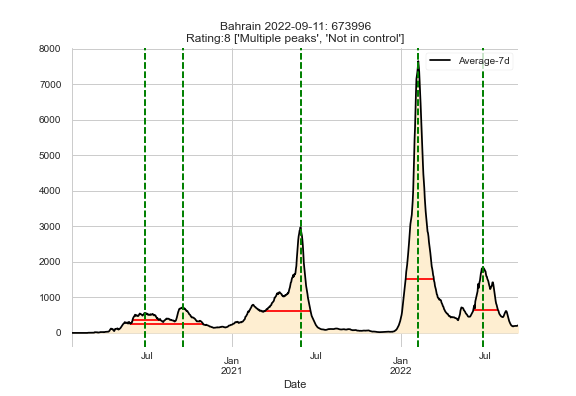 Bahrain 2022-09-11: 673996
Rating:8 ['Multiple peaks', 'Not in control']
8000
7000
6000
5000
4000
3000
2000
1000
0
Average-7d
Jul
Jan
2021
Jul
Jan
2022
Jul
Date